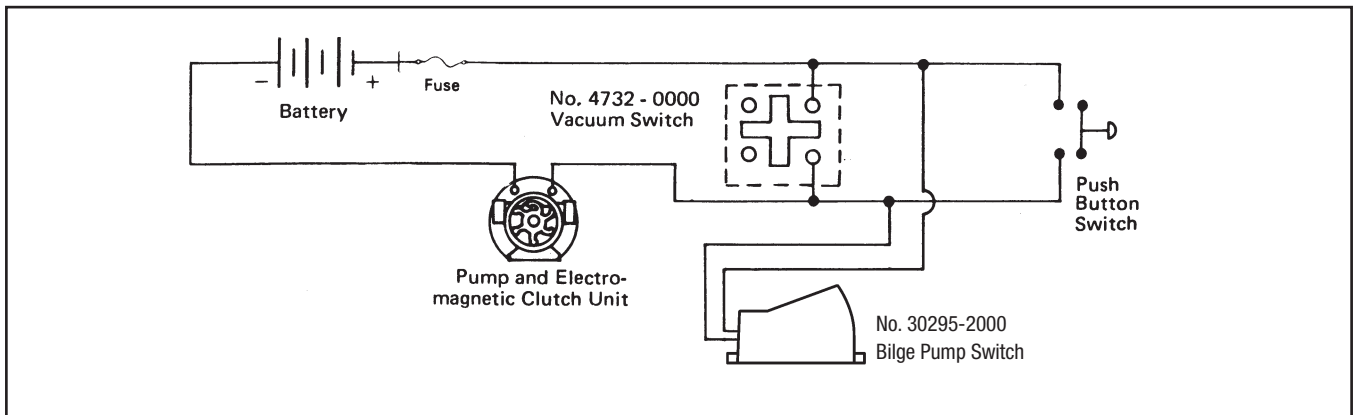 − +
Fuse
Battery
No. 4732 - 0000
Vacuum Switch
Push
Button
Switch
Pump and Electro-
magnetic Clutch Unit
No. 30295-2000
Bilge Pump Switch